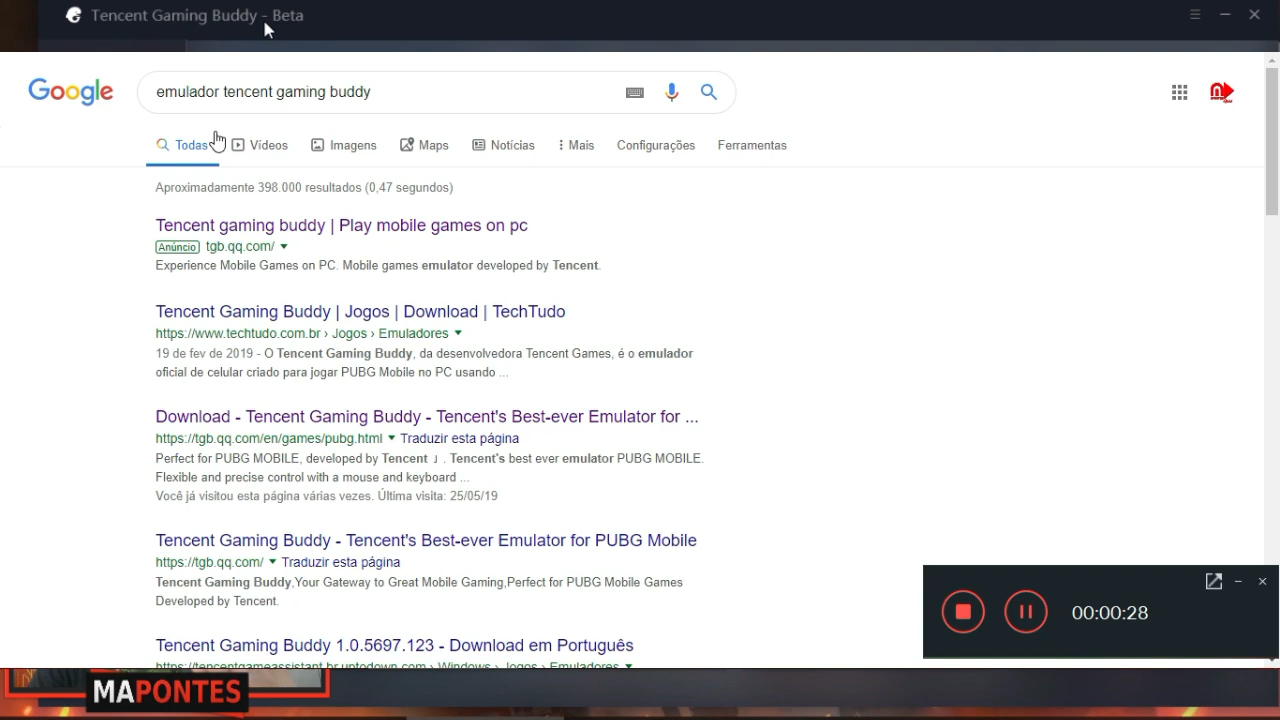 Tencent Gaming Buddy - Beta
Google
emulador tencent gaming buddy
Todas Vídeos Imagens Maps Notícias Mais Configurações Ferramentas
Aproximadamente 398.000 resultados (0,47 segundos)
Tencent gaming buddy | Play mobile games on pc
Anúncio tgb.qq.com/
Experience Mobile Games on PC. Mobile games emulator developed by Tencent.
Tencent Gaming Buddy | Jogos | Download | TechTudo
https://www.techtudo.com.br › Jogos › Emuladores
19 de fev de 2019 - O Tencent Gaming Buddy, da desenvolvedora Tencent Games, é o emulador
oficial de celular criado para jogar PUBG Mobile no PC usando ...
Download - Tencent Gaming Buddy - Tencent's Best-ever Emulator for ...
https://tgb.qq.com/en/games/pubg.html Traduzir esta página
Perfect for PUBG MOBILE, developed by Tencent 」. Tencent's best ever emulator PUBG MOBILE.
Flexible and precise control with a mouse and keyboard ...
Você já visitou esta página várias vezes. Última visita: 25/05/19
Tencent Gaming Buddy - Tencent's Best-ever Emulator for PUBG Mobile
https://tgb.qq.com/ Traduzir esta página
Tencent Gaming Buddy,Your Gateway to Great Mobile Gaming,Perfect for PUBG Mobile Games
Developed by Tencent.
00:00:28
Tencent Gaming Buddy 1.0.5697.123 - Download em Português
https://tencentgameassistant.br.uptodown.com › Windows › Jogos › Emuladores
MAPONTES